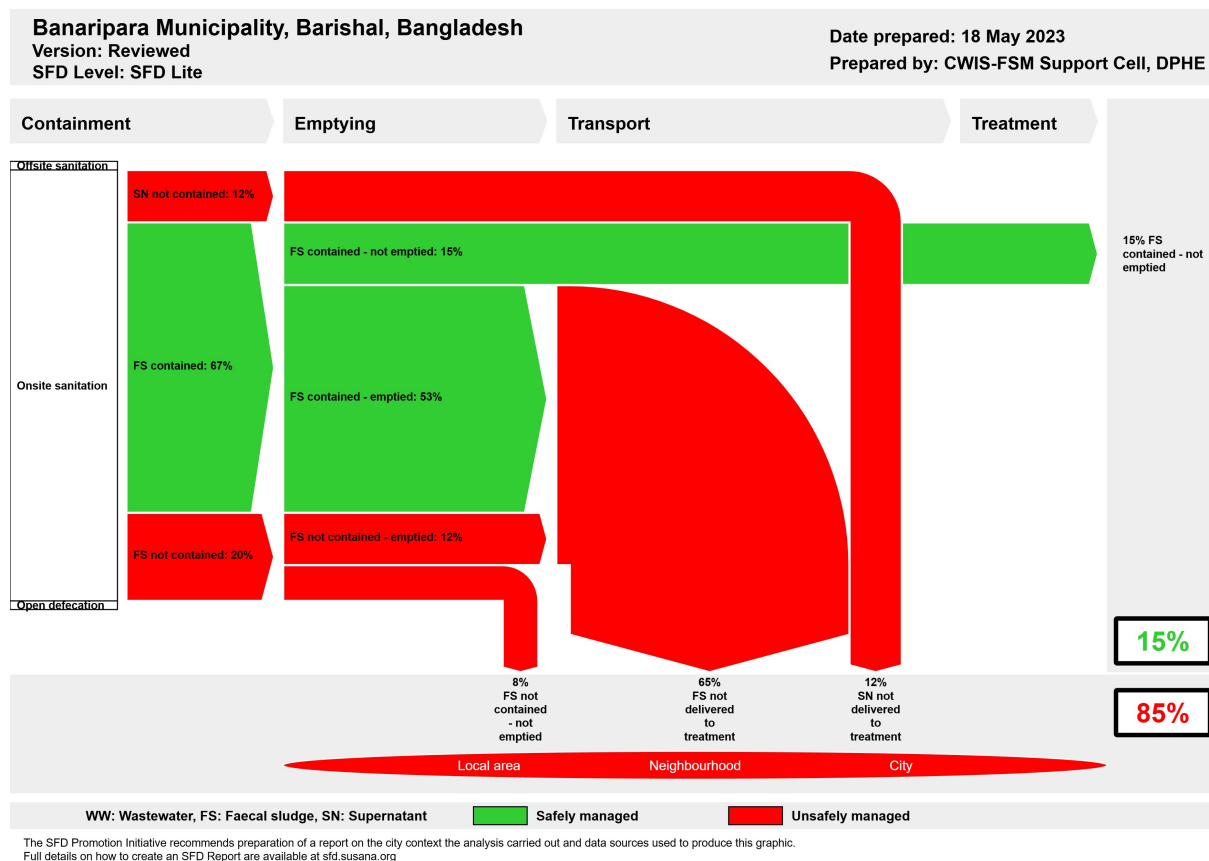 Banaripara Municipality, Barishal, Bangladesh
Version: Reviewed
SFD Level: SFD Lite
Date prepared: 18 May 2023
Prepared by: CWIS-FSM Support Cell, DPHE
Containment
Emptying
Transport
Treatment
Offsite sanitation
SN not contained: 12%
FS contained - not emptied: 15%
15% FS
contained - not
emptied
FS contained: 67%
Onsite sanitation
FS contained - emptied: 53%
FS not contained - emptied: 12%
FS not contained: 20%
Open defecation
15%
8%
FS not
contained
- not
emptied
65%
FS not
delivered
to
treatment
12%
SN not
delivered
to
treatment
85%
Local area
Neighbourhood
City
WW: Wastewater, FS: Faecal sludge, SN: Supernatant
Safely managed
Unsafely managed
The SFD Promotion Initiative recommends preparation of a report on the city context the analysis carried out and data sources used to produce this graphic.
Full details on how to create an SFD Report are available at sfd.susana.org